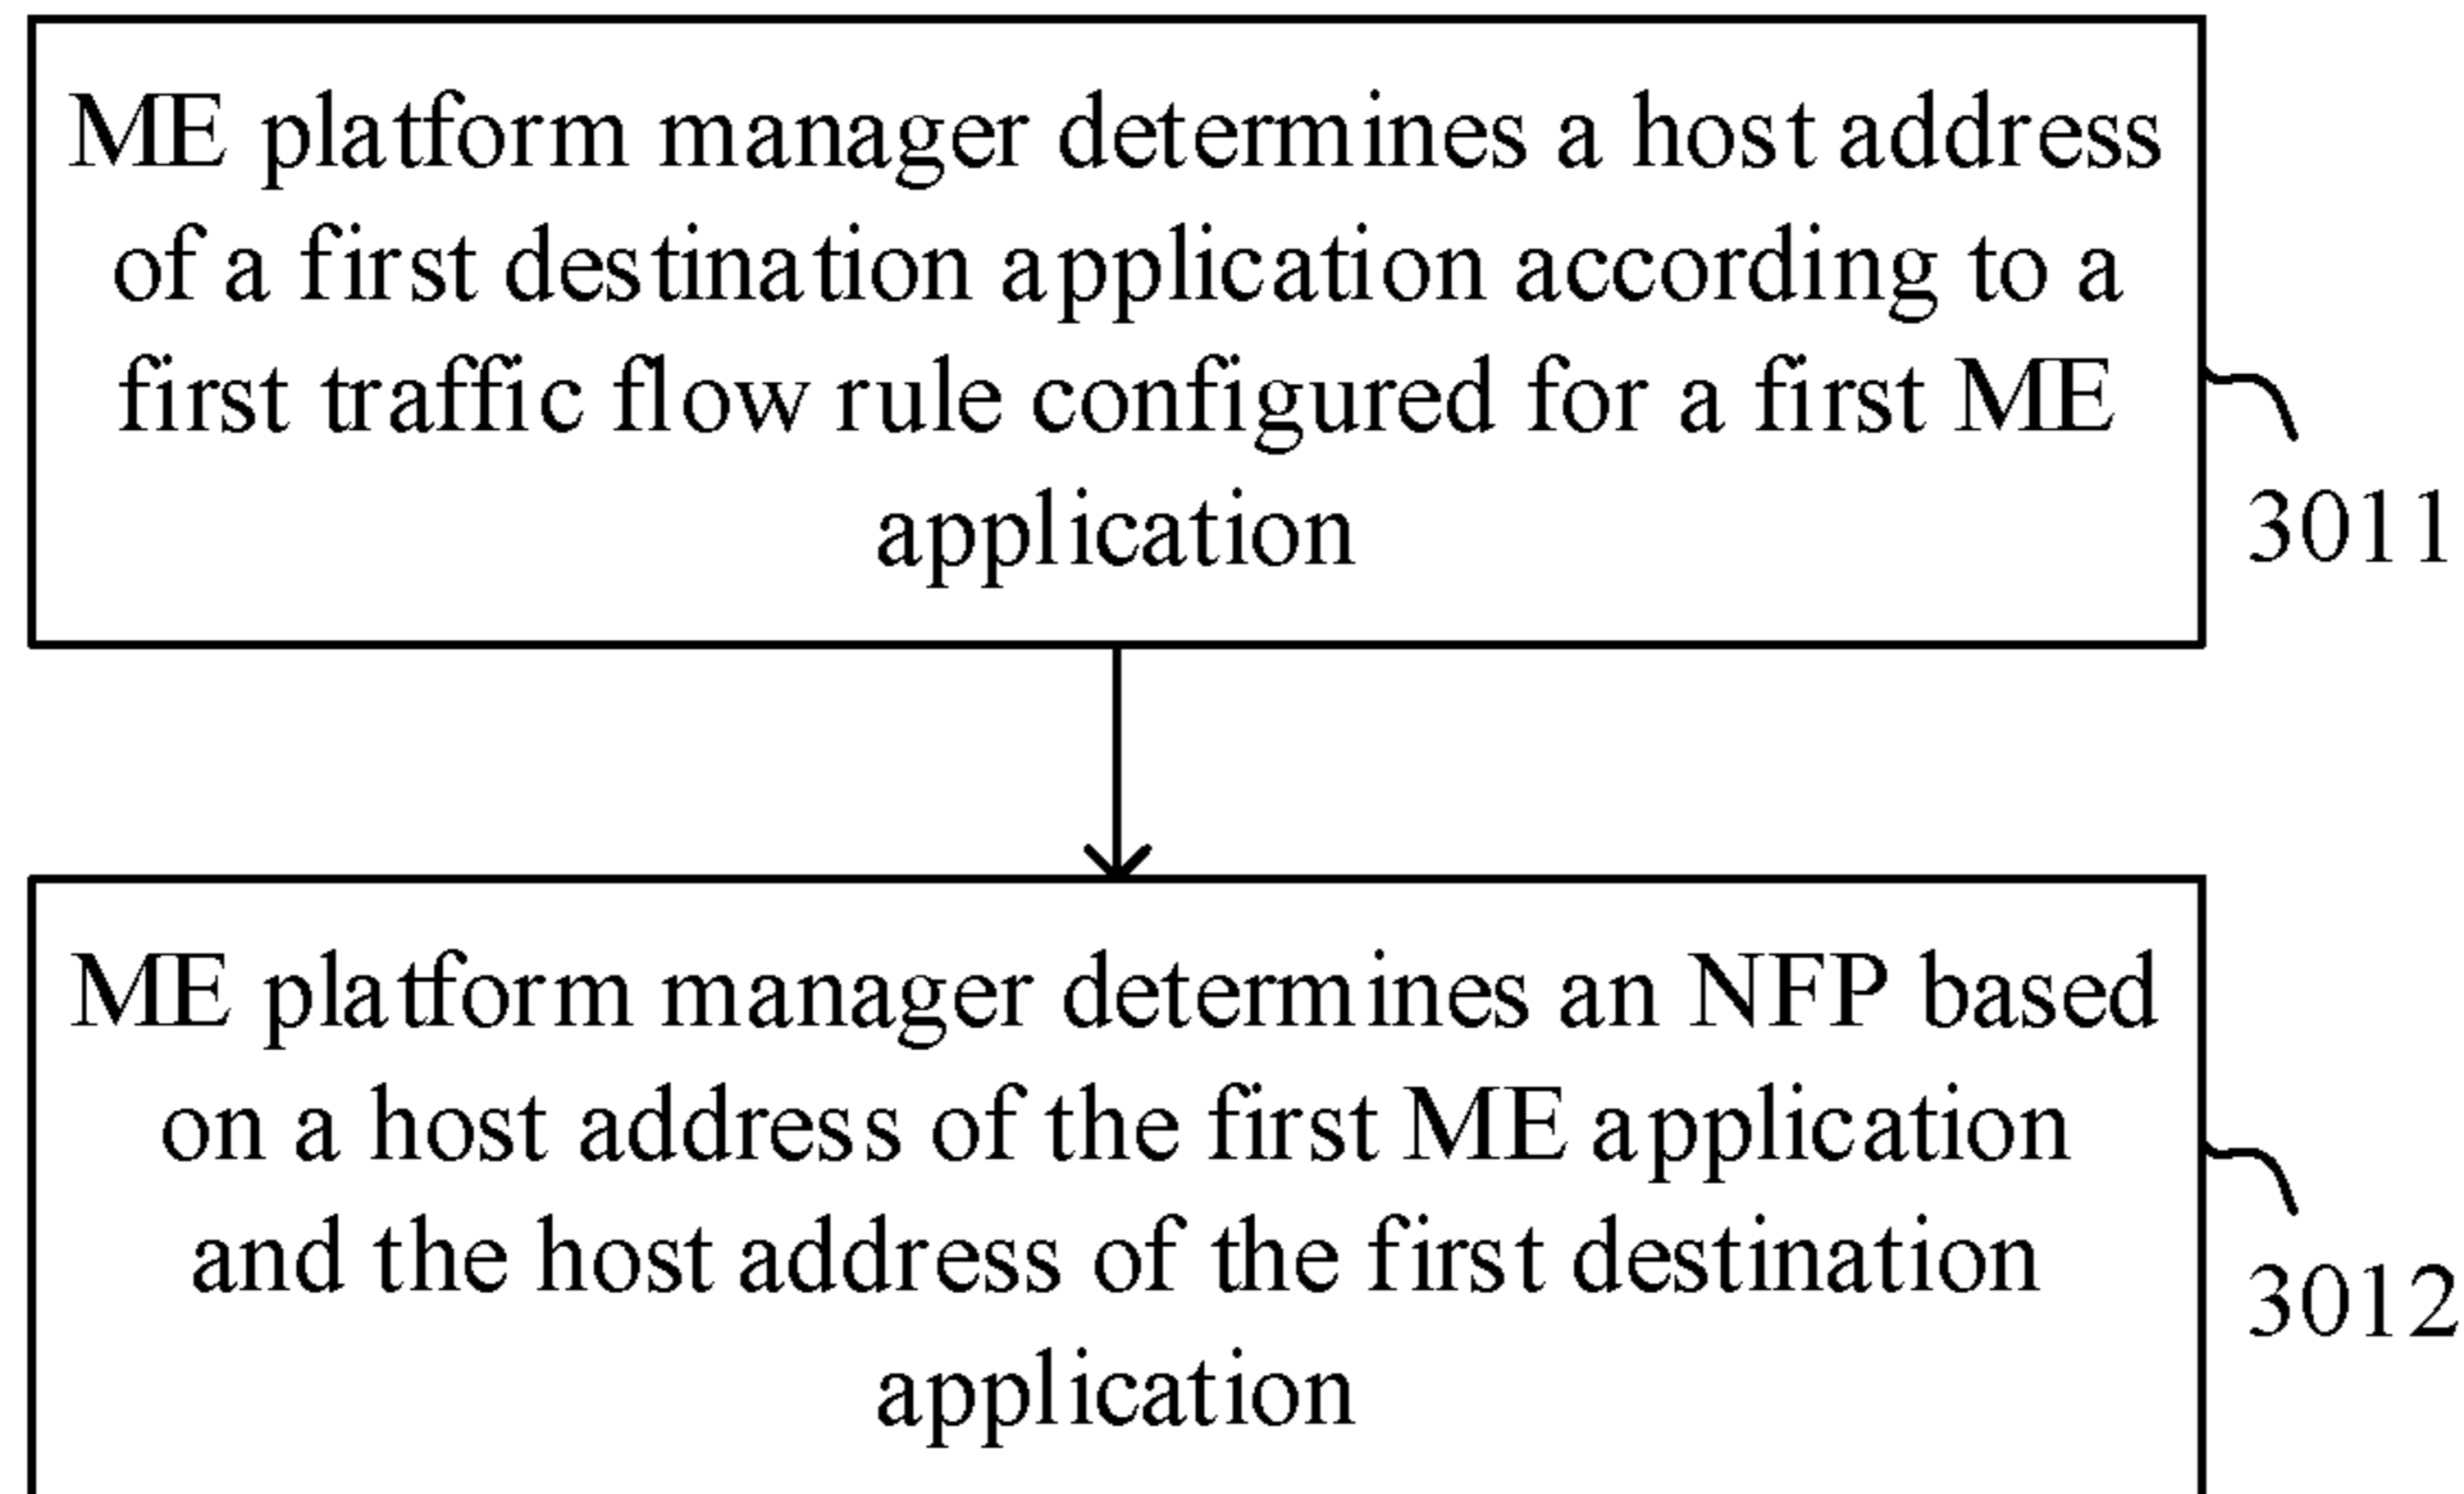 ME platform manager determines a host address
of a first destination application according to a
first traffic flow rule configured for a first ME
application
3011
ME platform manager determines an NFP based
on a host address of the first ME application
and the host address of the first destination
application
3012